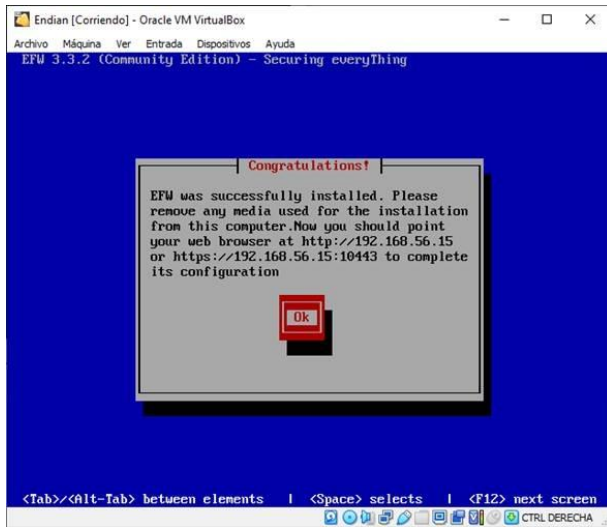 Endian [Corriendo] - Oracle VM VirtualBox
Archivo Máquina Ver Entrada Dispositivos Ayuda
EFW 3.3.2 (Community Edition) - Securing everyThing
Congratulations!
EFW was successfully installed. Please
remove any media used for the installation
from this computer.Now you should point
your web browser at http://192.168.56.15
or https://192.168.56.15:10443 to complete
its configuration
Ok
<Tab>/<Alt-Tab> between elements | <Space> selects | <F12> next screen
CTRL DERECHA